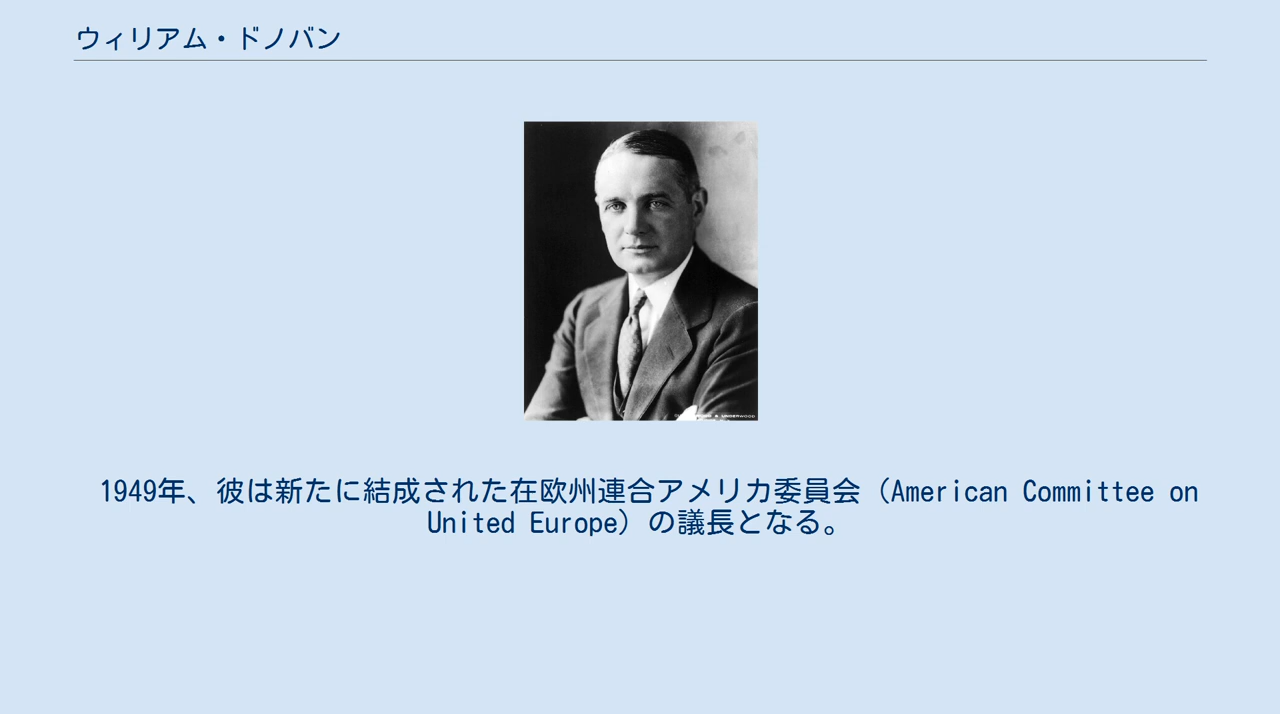 ウィリアム・ドノバン
1949年、彼は新たに結成された在欧州連合アメリカ委員会（American Committee on
United Europe）の議長となる。
& UNDERWOOD